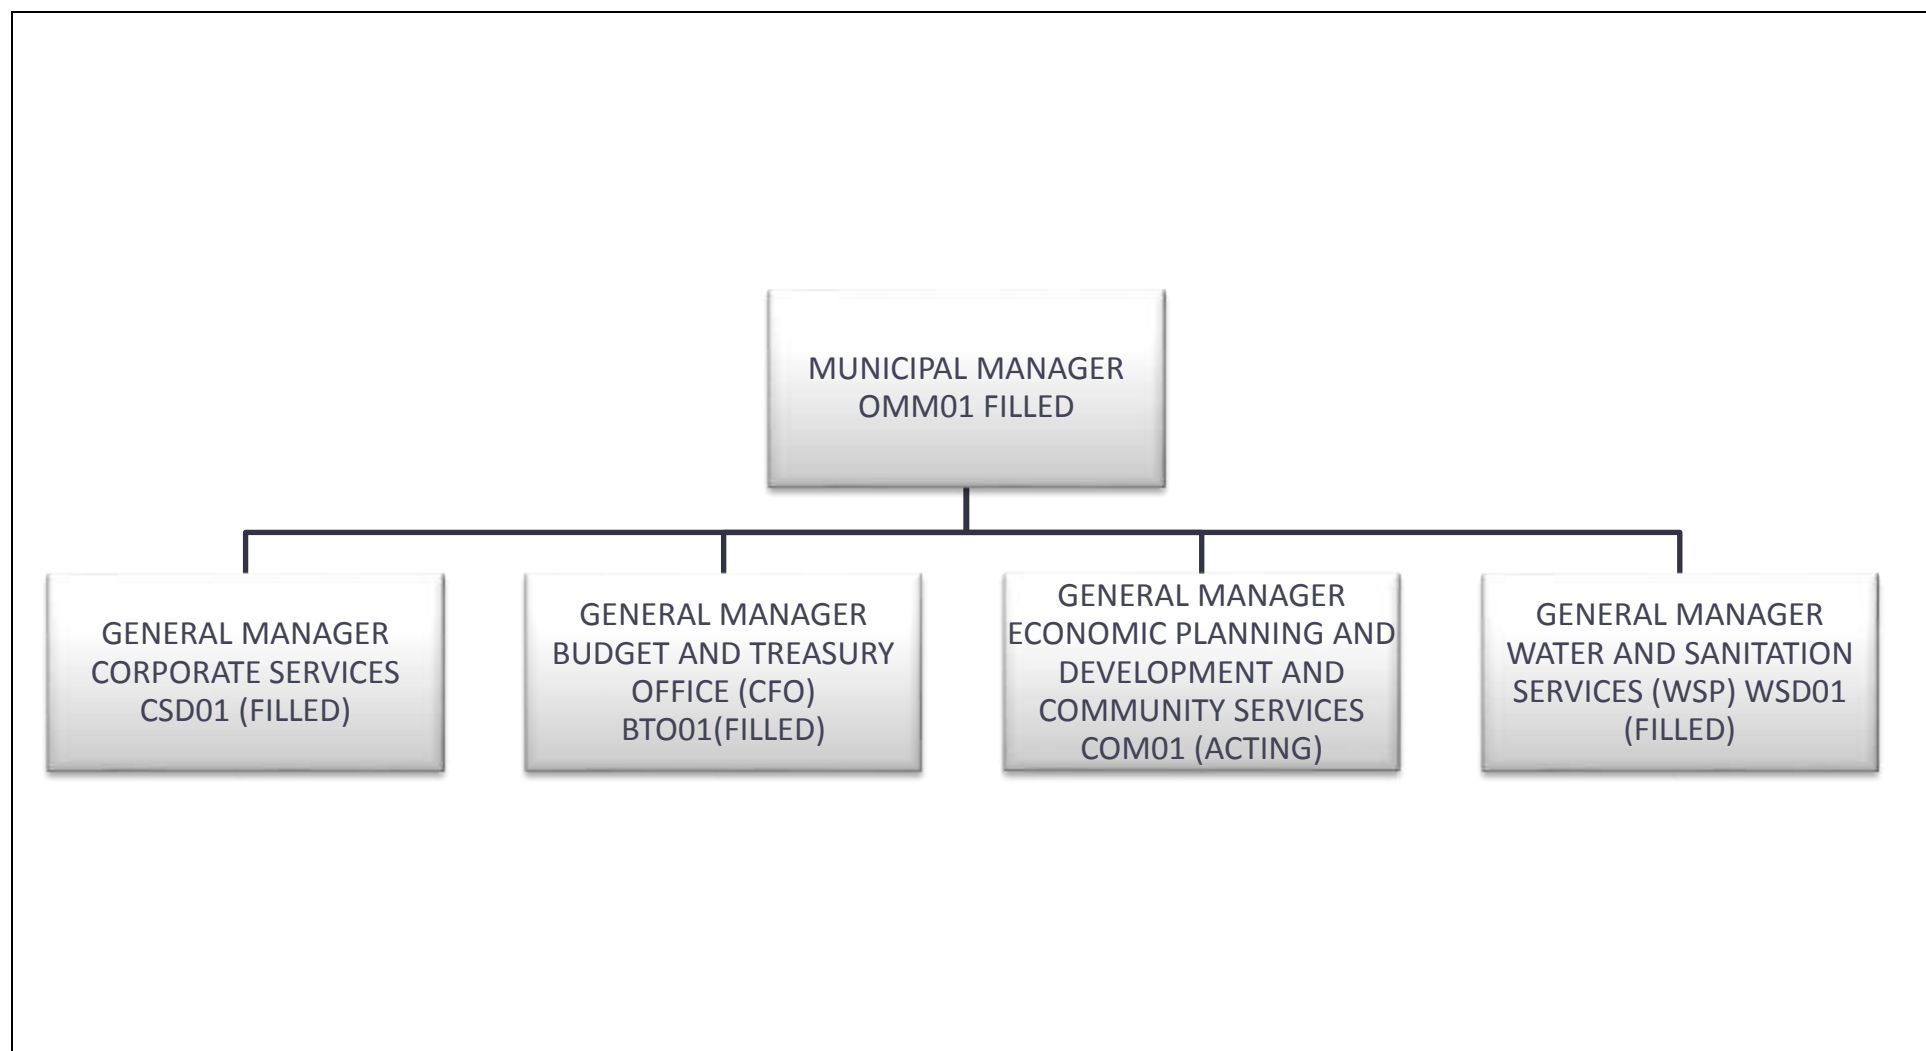 MUNICIPAL MANAGER
OMM01 FILLED
GENERAL MANAGER
CORPORATE SERVICES
CSD01 (FILLED)
GENERAL MANAGER
BUDGET AND TREASURY
OFFICE (CFO)
BTO01(FILLED)
GENERAL MANAGER
ECONOMIC PLANNING AND
DEVELOPMENT AND
COMMUNITY SERVICES
COM01 (ACTING)
GENERAL MANAGER
WATER AND SANITATION
SERVICES (WSP) WSD01
(FILLED)